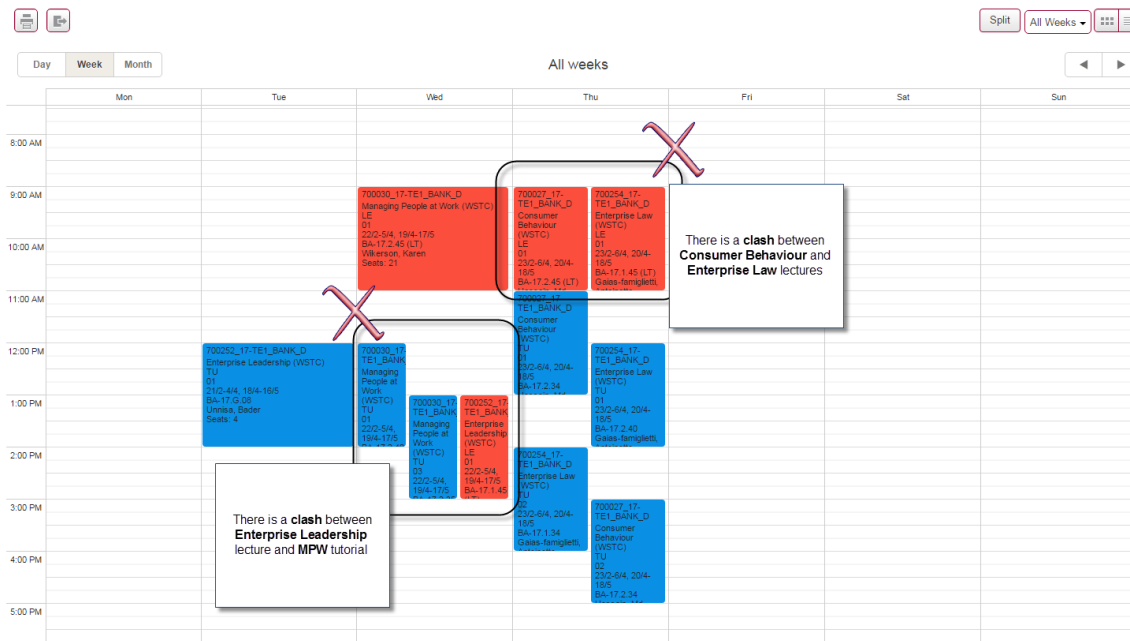 Split
All Weeks
Day
Week
Month
All weeks
Mon
Tue
Wed
Thu
Fri
Sat
Sun
8:00 AM
9:00 AM
10:00 AM
11:00 AM
12:00 PM
1:00 PM
2:00 PM
3:00 PM
4:00 PM
5:00 PM
700252_17-TE1_BANK_D
Enterprise Leadership (WSTC)
TU
01
21/2-4/4, 18/4-16/5
BA-17.G.08
Unnisa, Bader
Seats: 4
700030_17-TE1_BANK_D
Managing People at Work (WSTC)
LE
01
22/2-5/4, 19/4-17/5
BA-17.2.45 (LT)
Wikerson, Karen
Seats: 21
700030_17-
TE1_BANK
Managing
People at
Work
(WSTC)
TU
01
22/2-5/4,
19/4-17/5
700030_17-
TE1_BANK
Managing
People at
Work
(WSTC)
TU
03
22/2-5/4,
19/4-17/5
700252_17-
TE1_BANK
Enterprise
Leadership
(WSTC)
LE
01
22/2-5/4,
19/4-17/5
BA-17.1.45
700027_17-
TE1_BANK_D
Consumer
Behaviour
(WSTC)
LE
01
23/2-6/4, 20/4-
18/5
BA-17.2.45 (LT)
700254_17-
TE1_BANK_D
Enterprise Law
(WSTC)
LE
01
23/2-6/4, 20/4-
18/5
BA-17.1.45 (LT)
Gaias-famiglietti,
700027_17-
TE1_BANK_D
Consumer
Behaviour
(WSTC)
TU
01
23/2-6/4, 20/4-
18/5
BA-17.2.34
700254_17-
TE1_BANK_D
Enterprise Law
(WSTC)
TU
01
23/2-6/4, 20/4-
18/5
BA-17.2.40
Gaias-famiglietti,
700254_17-
TE1_BANK_D
Enterprise Law
(WSTC)
TU
02
23/2-6/4, 20/4-
18/5
BA-17.1.34
Gaias-famiglietti,
700027_17-
TE1_BANK_D
Consumer
Behaviour
(WSTC)
TU
02
23/2-6/4, 20/4-
18/5
BA-17.2.34
There is a clash between
Consumer Behaviour and
Enterprise Law lectures
There is a clash between
Enterprise Leadership
lecture and MPW tutorial